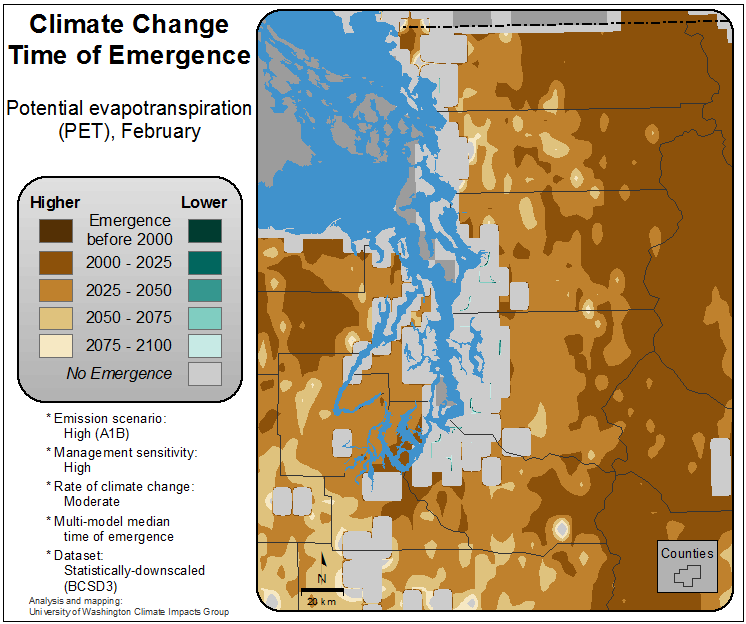 Climate Change
Time of Emergence
Potential evapotranspiration
(PET), February
Higher Lower
Emergence
before 2000
2000 - 2025
2025 - 2050
2050 - 2075
2075 - 2100
No Emergence
* Emission scenario:
High (A1B)
* Management sensitivity:
High
* Rate of climate change:
Moderate
* Multi-model median
time of emergence
* Dataset:
Statistically-downscaled
(BCSD3)
Analysis and mapping:
University of Washington Climate Impacts Group
N
20 km
Counties